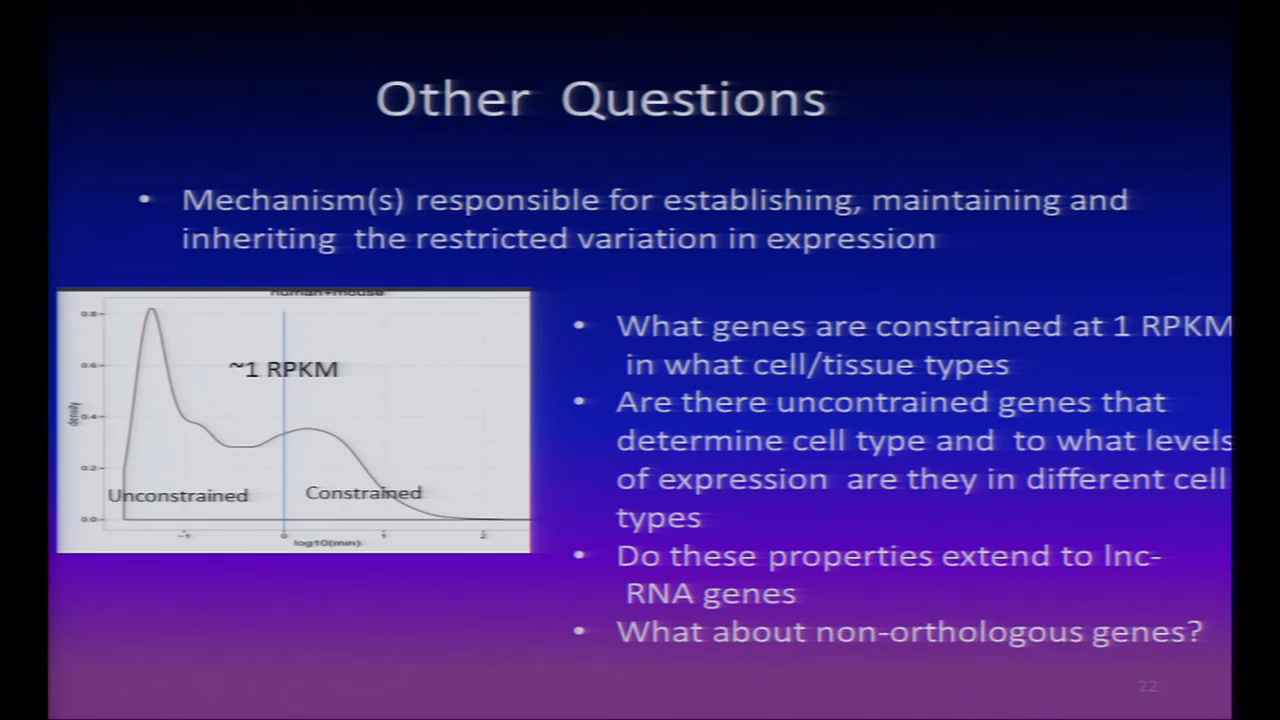 Other Questions
• Mechanism(s) responsible for establishing, maintaining and
inheriting the restricted variation in expression
human+mouse
0.8
0.6
0.4
0.2
0.0
density
~1 RPKM
Unconstrained
Constrained
-1
0
1
2
log10(min)
• What genes are constrained at 1 RPKM
in what cell/tissue types
• Are there uncontrained genes that
determine cell type and to what levels
of expression are they in different cell
types
• Do these properties extend to lnc-
RNA genes
• What about non-orthologous genes?
22